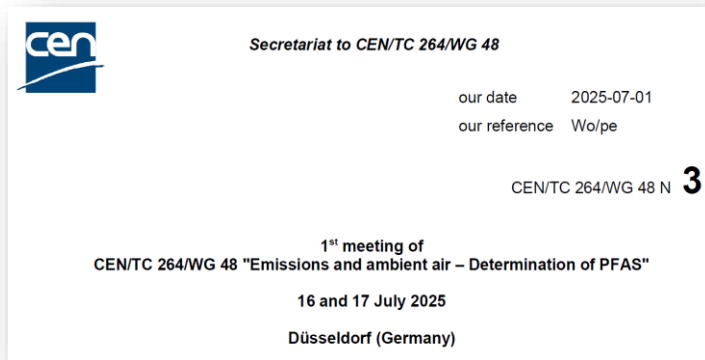 cen
Secretariat to CEN/TC 264/WG 48
our date 2025-07-01
our reference Wo/pe
CEN/TC 264/WG 48 N 3
1st meeting of
CEN/TC 264/WG 48 "Emissions and ambient air – Determination of PFAS"
16 and 17 July 2025
Düsseldorf (Germany)